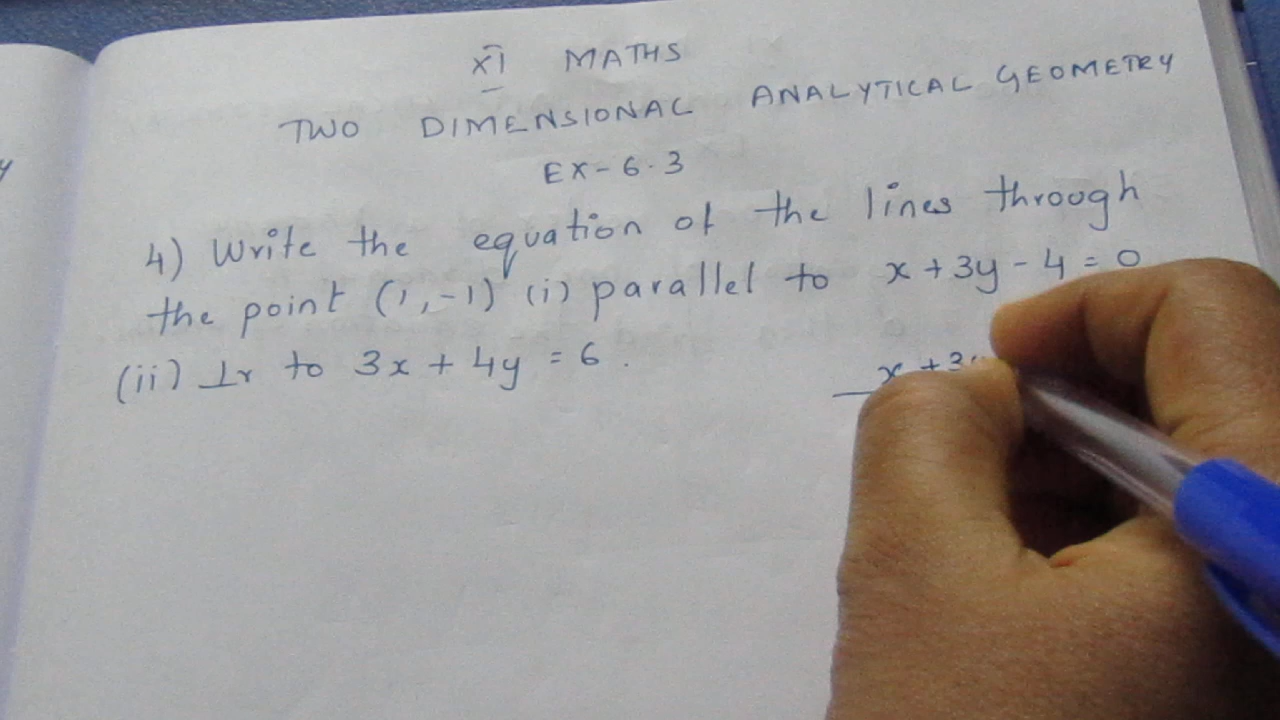 XI MATHS
TWO DIMENSIONAL ANALYTICAL GEOMETRY
EX-6.3
4) Write the equation of the lines through
the point (1,-1) (i) parallel to x+3y-4=0
(ii) ⊥r to 3x+4y=6.
x+3